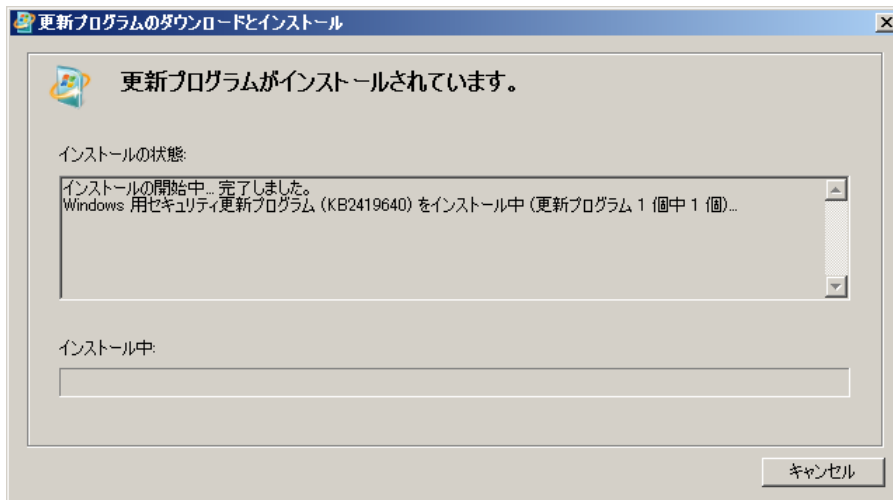 更新プログラムのダウンロードとインストール
更新プログラムがインストールされています。
インストールの状態:
インストールの開始中... 完了しました。
Windows 用セキュリティ更新プログラム (KB2419640) をインストール中 (更新プログラム 1 個中 1 個)...
インストール中:
キャンセル